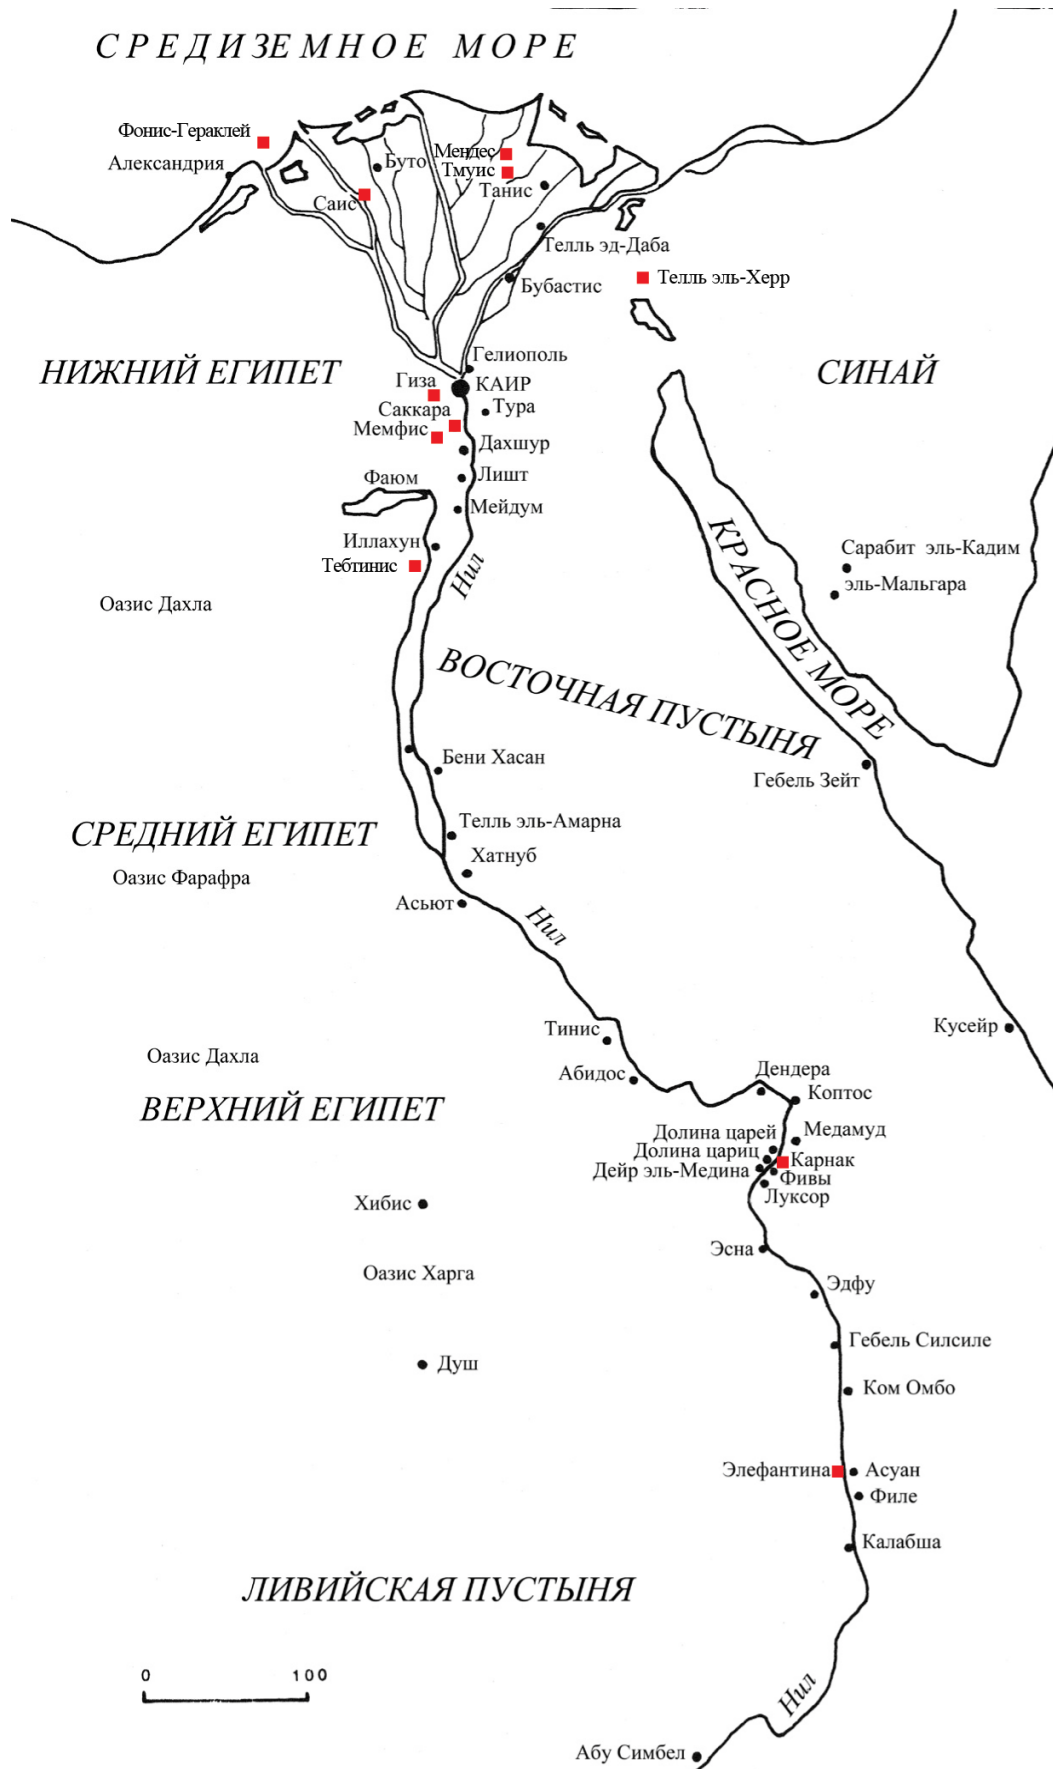 СРЕДИЗЕМНОЕ МОРЕ
Фонис-Гераклей
Александрия
Буто
Мендес
Тмуис
Танис
Саис
Телль эд-Даба
Бубастис
Телль эль-Херр
НИЖНИЙ ЕГИПЕТ
СИНАЙ
Гелиополь
Гиза
КАИР
Саккара
Тура
Мемфис
Дахшур
Фаюм
Лишт
Мейдум
Иллахун
Тебтинис
Нил
КРАСНОЕ МОРЕ
Сарабит эль-Кадим
эль-Мальгара
Оазис Дахла
ВОСТОЧНАЯ ПУСТЫНЯ
Бени Хасан
Гебель Зейт
СРЕДНИЙ ЕГИПЕТ
Телль эль-Амарна
Хатнуб
Оазис Фарафра
Асьют
Нил
Тинис
Кусейр
Оазис Дахла
Абидос
Дендера
Коптос
ВЕРХНИЙ ЕГИПЕТ
Медамуд
Долина царей
Долина цариц
Карнак
Дейр эль-Медина
Фивы
Луксор
Хибис
Эсна
Оазис Харга
Эдфу
Гебель Силсиле
Душ
Ком Омбо
Элефантина
Асуан
Филе
Калабша
ЛИВИЙСКАЯ ПУСТЫНЯ
0 100
Нил
Абу Симбел